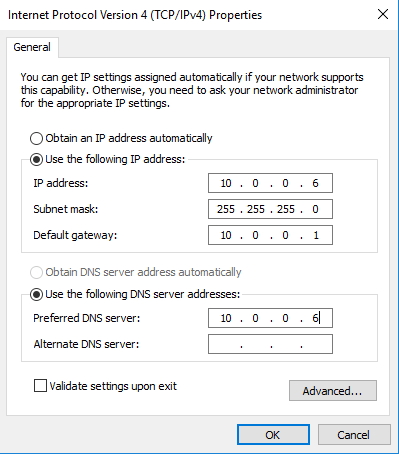 Internet Protocol Version 4 (TCP/IPv4) Properties
General
You can get IP settings assigned automatically if your network supports
this capability. Otherwise, you need to ask your network administrator
for the appropriate IP settings.
Obtain an IP address automatically
Use the following IP address:
IP address: 10 . 0 . 0 . 6
Subnet mask: 255 . 255 . 255 . 0
Default gateway: 10 . 0 . 0 . 1
Obtain DNS server address automatically
Use the following DNS server addresses:
Preferred DNS server: 10 . 0 . 0 . 6
Alternate DNS server: . . .
Validate settings upon exit
Advanced...
OK Cancel